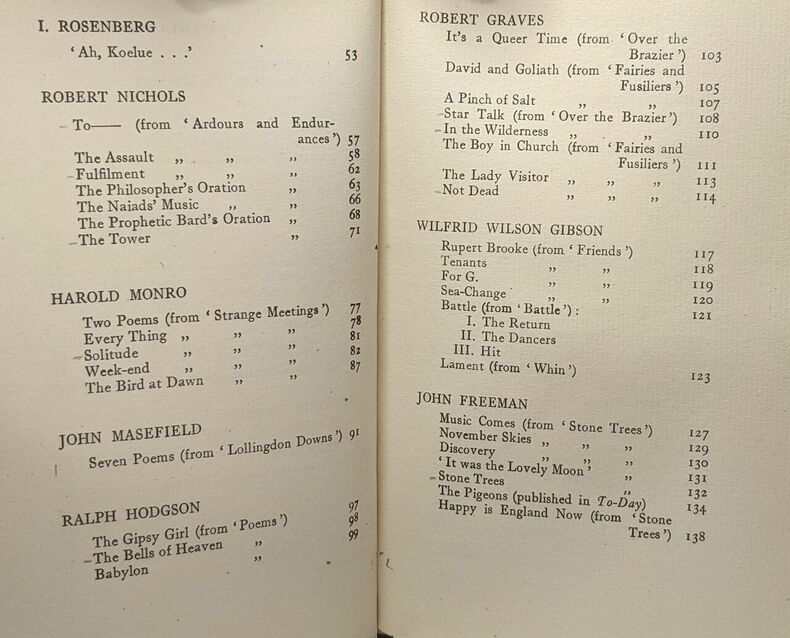 I. ROSENBERG
‘Ah, Koelue . . .’ 53
ROBERT NICHOLS
To—— (from ‘Ardours and Endur-
ances’) 57
The Assault „ „ „ 58
Fulfilment „ „ „ 62
The Philosopher's Oration „ 63
The Naiads' Music „ „ 66
The Prophetic Bard's Oration „ 68
The Tower „ 71
HAROLD MONRO
Two Poems (from ‘Strange Meetings’) 77
Every Thing „ „ „ 78
Solitude „ „ „ 81
Week-end „ „ „ 82
The Bird at Dawn „ „ 87
JOHN MASEFIELD
Seven Poems (from ‘Lollingdon Downs’) 91
RALPH HODGSON
The Gipsy Girl (from ‘Poems’) 97
The Bells of Heaven „ 98
Babylon „ 99
ROBERT GRAVES
It's a Queer Time (from ‘Over the
Brazier’) 103
David and Goliath (from ‘Fairies and
Fusiliers’) 105
A Pinch of Salt „ „ 107
Star Talk (from ‘Over the Brazier’) 108
In the Wilderness „ „ 110
The Boy in Church (from ‘Fairies and
Fusiliers’) 111
The Lady Visitor „ „ „ 113
Not Dead „ „ „ 114
WILFRID WILSON GIBSON
Rupert Brooke (from ‘Friends’) 117
Tenants „ „ 118
For G. „ „ 119
Sea-Change „ „ 120
Battle (from ‘Battle’) : 121
I. The Return
II. The Dancers
III. Hit
Lament (from ‘Whin’) 123
JOHN FREEMAN
Music Comes (from ‘Stone Trees’) 127
November Skies „ „ „ 129
Discovery „ „ „ 130
‘It was the Lovely Moon’ „ 131
Stone Trees „ 132
The Pigeons (published in To-Day) 134
Happy is England Now (from ‘Stone
Trees’) 138